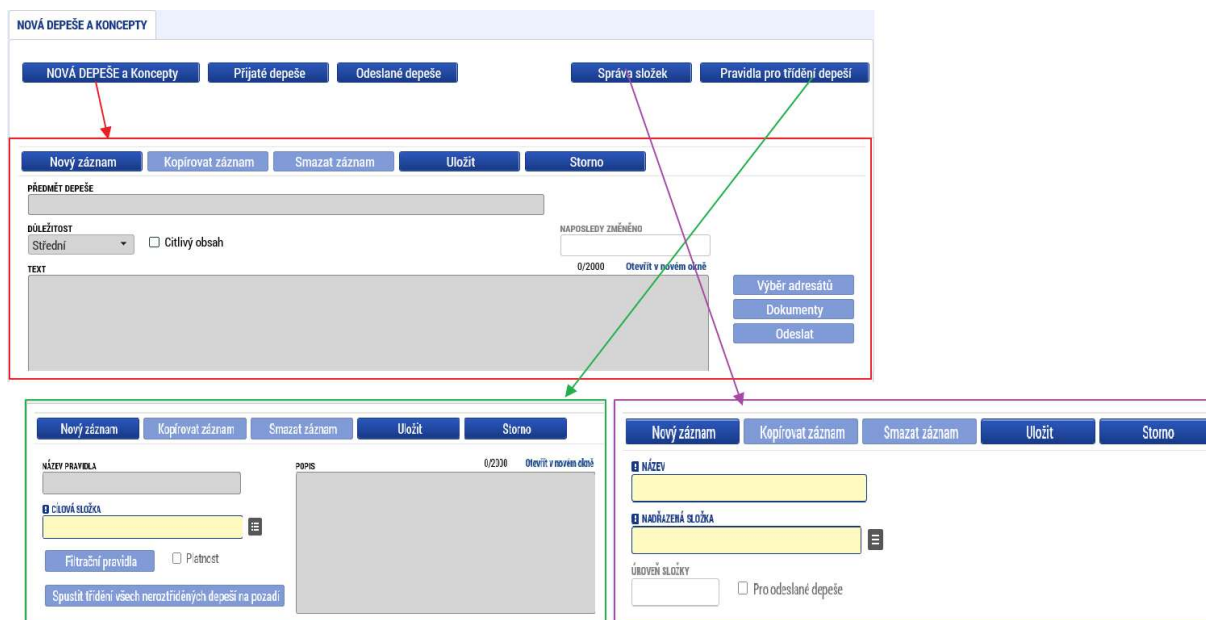 NOVÁ DEPEŠE A KONCEPTY
NOVÁ DEPEŠE a Koncepty Přijaté depeše Odeslané depeše Správa složek Pravidla pro třídění depeší
Nový záznam Kopírovat záznam Smazat záznam Uložit Storno
PŘEDMĚT DEPEŠE
DŮLEŽITOST NAPOSLEDY ZMĚNĚNO
Střední Citlivý obsah
TEXT 0/2000 Otevřít v novém okně
Výběr adresátů
Dokumenty
Odeslat
Nový záznam Kopírovat záznam Smazat záznam Uložit Storno
NÁZEV PRAVIDLA POPIS 0/2000 Otevřít v novém okně
CÍLOVÁ SLOŽKA
Filtrační pravidla Platnost
Spustit třídění všech neroztříděných depeší na pozadí
Nový záznam Kopírovat záznam Smazat záznam Uložit Storno
NÁZEV
NADŘAZENÁ SLOŽKA
ÚROVEŇ SLOŽKY
Pro odeslané depeše